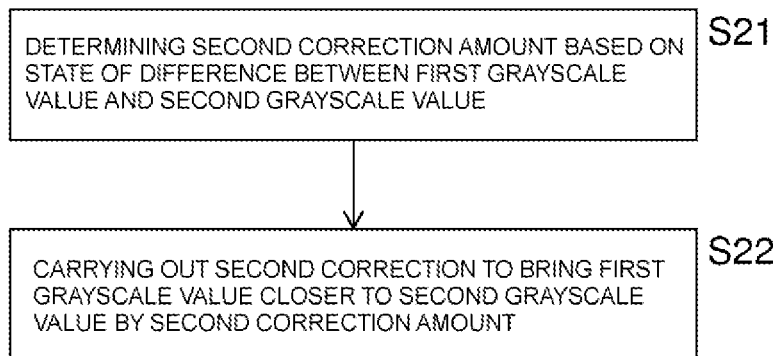 S21
DETERMINING SECOND CORRECTION AMOUNT BASED ON
STATE OF DIFFERENCE BETWEEN FIRST GRAYSCALE
VALUE AND SECOND GRAYSCALE VALUE
S22
CARRYING OUT SECOND CORRECTION TO BRING FIRST
GRAYSCALE VALUE CLOSER TO SECOND GRAYSCALE
VALUE BY SECOND CORRECTION AMOUNT